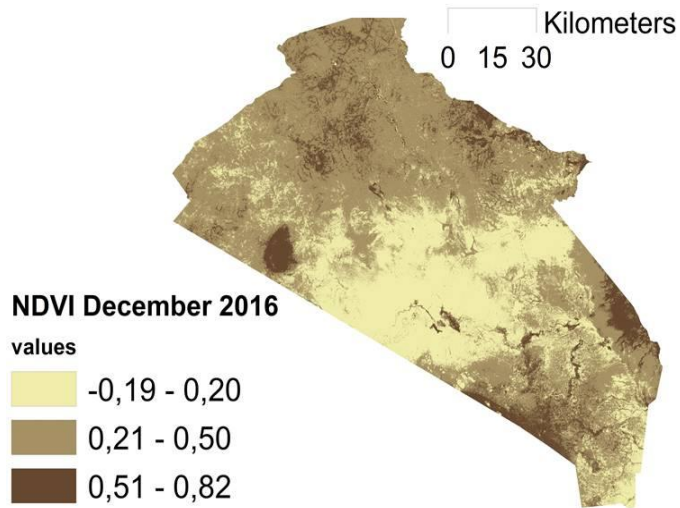 Kilometers
0 15 30
NDVI December 2016
values
-0,19 - 0,20
0,21 - 0,50
0,51 - 0,82